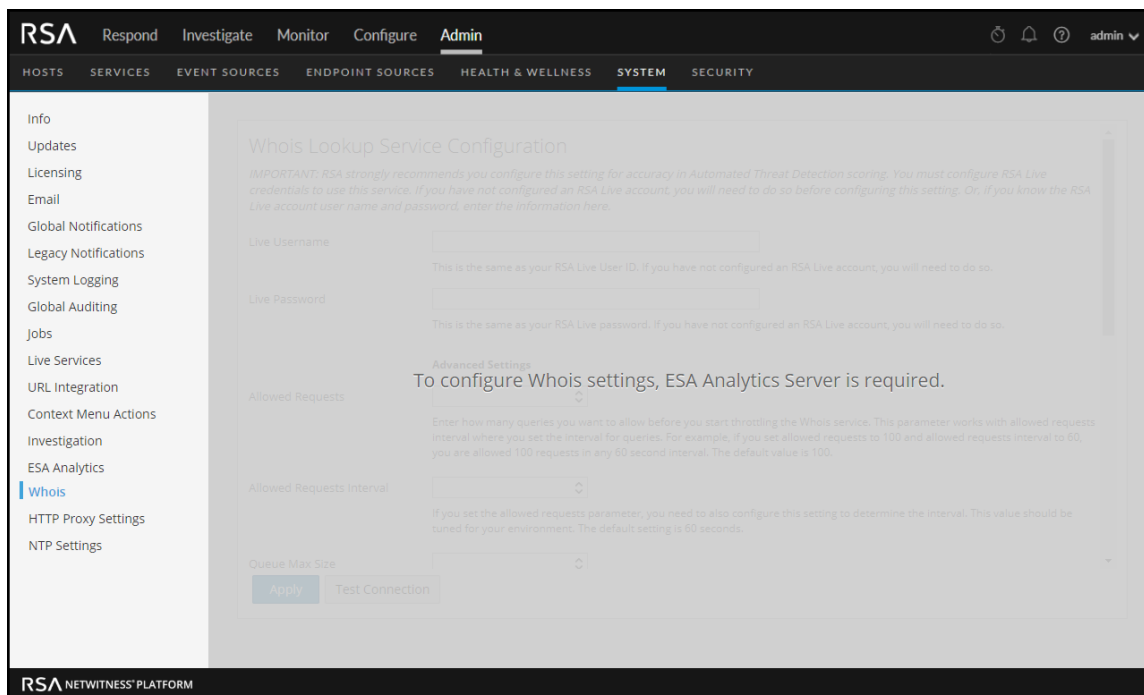 RSA Respond Investigate Monitor Configure Admin admin
HOSTS SERVICES EVENT SOURCES ENDPOINT SOURCES HEALTH & WELLNESS SYSTEM SECURITY
Info
Updates
Licensing
Email
Global Notifications
Legacy Notifications
System Logging
Global Auditing
Jobs
Live Services
URL Integration
Context Menu Actions
Investigation
ESA Analytics
Whois
HTTP Proxy Settings
NTP Settings
Whois Lookup Service Configuration
IMPORTANT: RSA strongly recommends you configure this setting for accuracy in Automated Threat Detection scoring. You must configure RSA Live
credentials to use this service. If you have not configured an RSA Live account, you will need to do so before configuring this setting. Or, if you know the RSA
Live account user name and password, enter the information here.
Live Username
This is the same as your RSA Live User ID. If you have not configured an RSA Live account, you will need to do so.
Live Password
This is the same as your RSA Live password. If you have not configured an RSA Live account, you will need to do so.
Advanced Settings
To configure Whois settings, ESA Analytics Server is required.
Allowed Requests
Enter how many queries you want to allow before you start throttling the Whois service. This parameter works with allowed requests
interval where you set the interval for queries. For example, if you set allowed requests to 100 and allowed requests interval to 60,
you are allowed 100 requests in any 60 second interval. The default value is 100.
Allowed Requests Interval
If you set the allowed requests parameter, you need to also configure this setting to determine the interval. This value should be
tuned for your environment. The default setting is 60 seconds.
Queue Max Size
Apply Test Connection
RSA NETWITNESS® PLATFORM